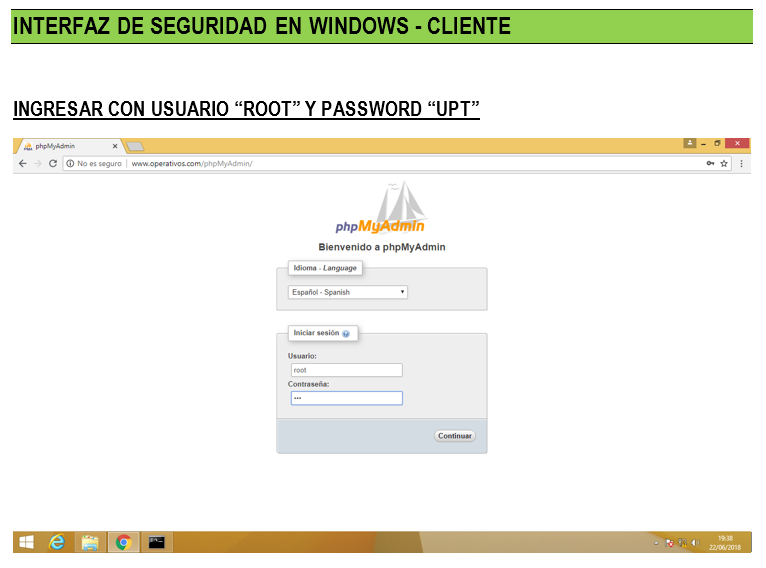 INTERFAZ DE SEGURIDAD EN WINDOWS - CLIENTE
INGRESAR CON USUARIO “ROOT” Y PASSWORD “UPT”
phpMyAdmin
No es seguro | www.operativos.com/phpMyAdmin/
phpMyAdmin
Bienvenido a phpMyAdmin
Idioma - Language
Español - Spanish
Iniciar sesión
Usuario:
root
Contraseña:
•••
Continuar
19:38
22/06/2018